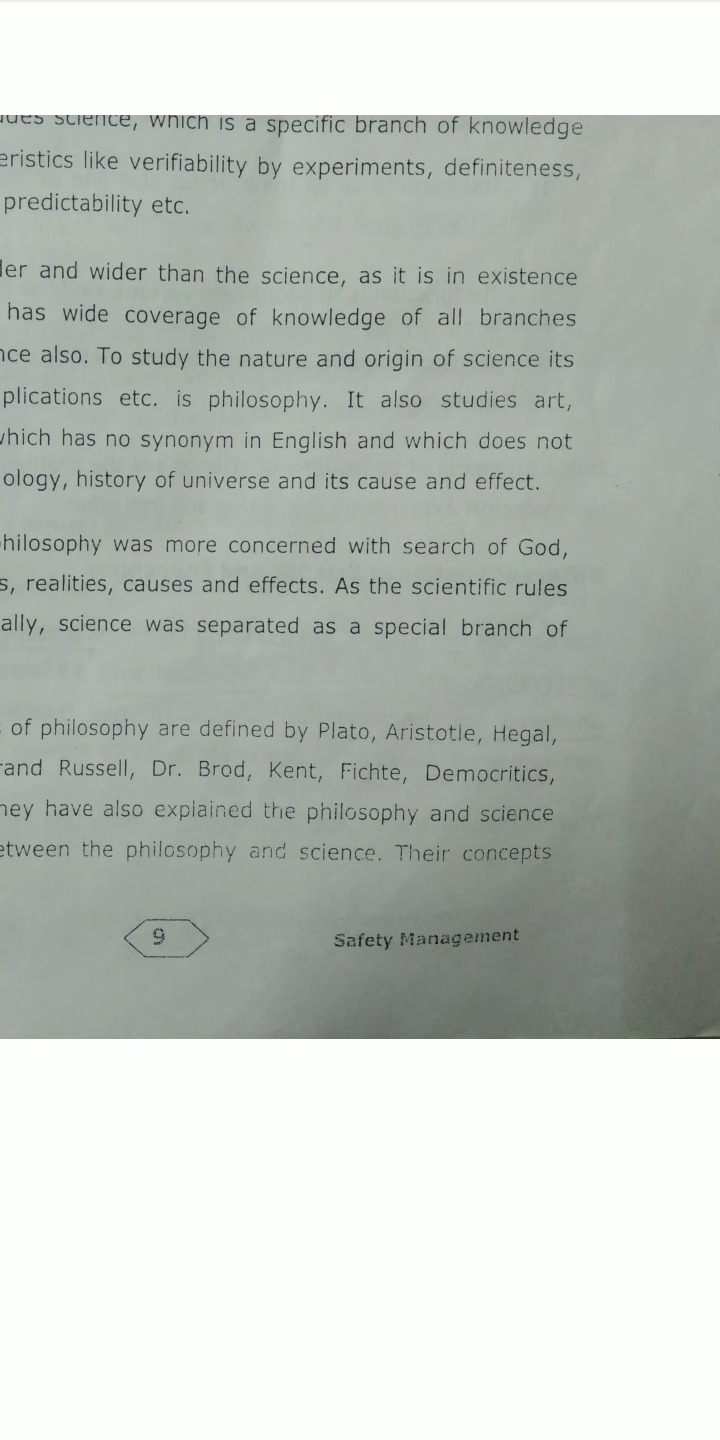 science, which is a specific branch of knowledge
eristics like verifiability by experiments, definiteness,
predictability etc.
der and wider than the science, as it is in existence
has wide coverage of knowledge of all branches
nce also. To study the nature and origin of science its
plications etc. is philosophy. It also studies art,
which has no synonym in English and which does not
ology, history of universe and its cause and effect.
hilosophy was more concerned with search of God,
s, realities, causes and effects. As the scientific rules
ally, science was separated as a special branch of
of philosophy are defined by Plato, Aristotle, Hegal,
rand Russell, Dr. Brod, Kent, Fichte, Democritics,
hey have also explained the philosophy and science
etween the philosophy and science. Their concepts
9 Safety Management